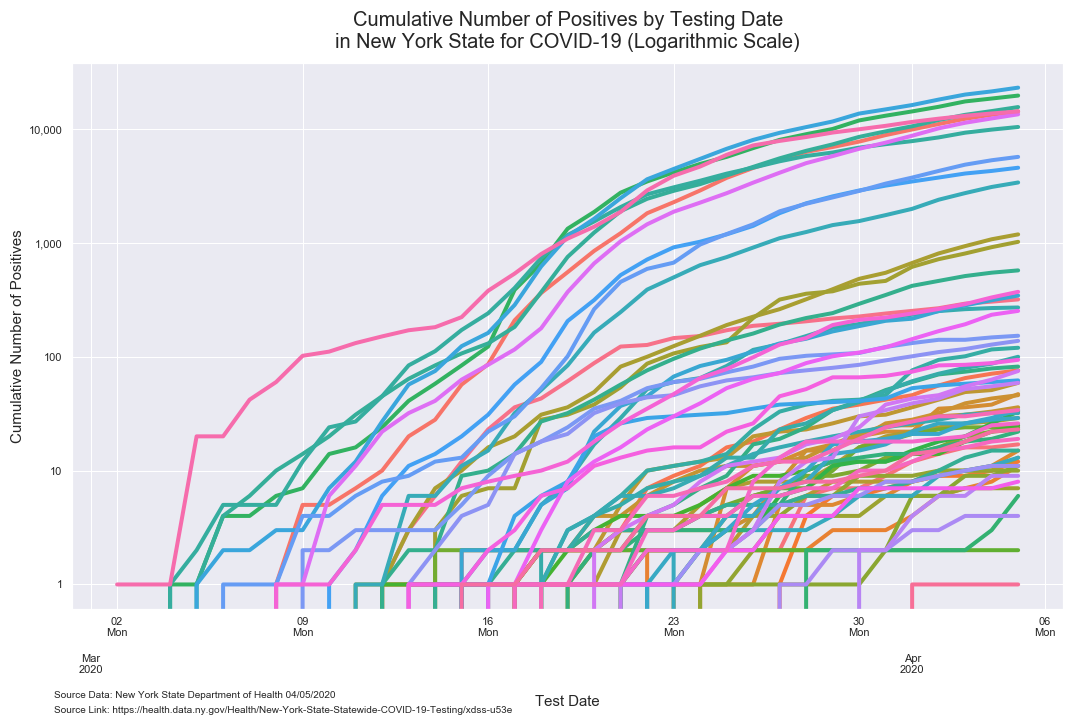 Cumulative Number of Positives by Testing Date
in New York State for COVID-19 (Logarithmic Scale)
Cumulative Number of Positives
10,000
1,000
100
10
1
02
Mon
09
Mon
16
Mon
23
Mon
30
Mon
06
Mon
Mar
2020
Apr
2020
Test Date
Source Data: New York State Department of Health 04/05/2020
Source Link: https://health.data.ny.gov/Health/New-York-State-Statewide-COVID-19-Testing/xdss-u53e